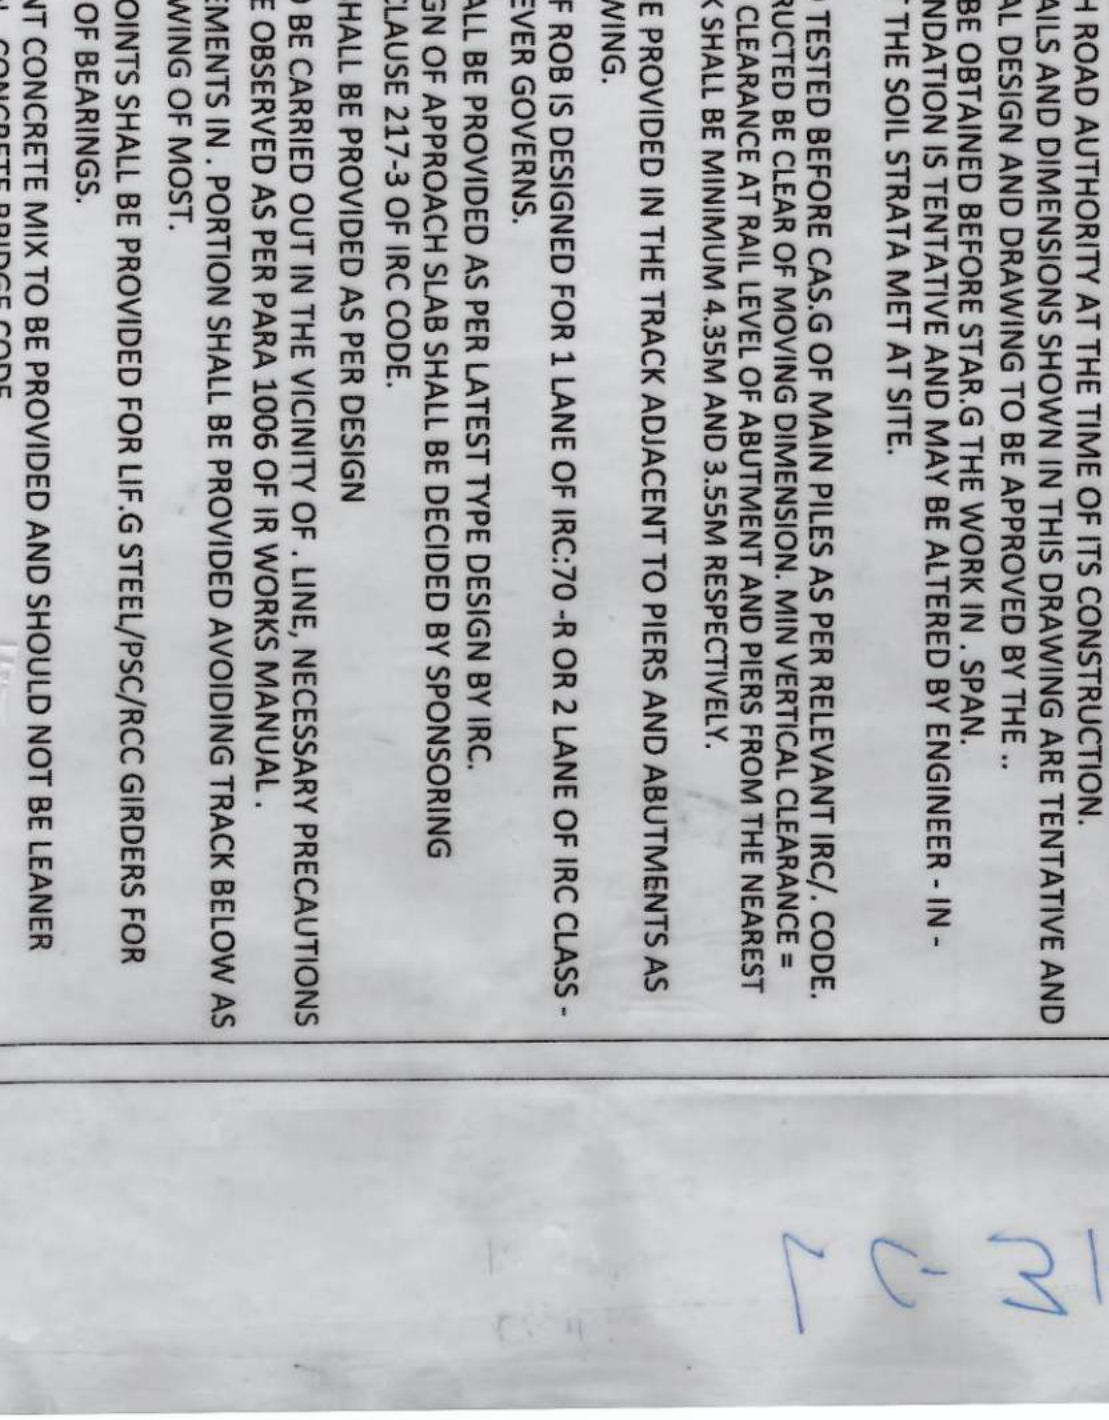 H ROAD AUTHORITY AT THE TIME OF ITS CONSTRUCTION.
AILS AND DIMENSIONS SHOWN IN THIS DRAWING ARE TENTATIVE AND
AL DESIGN AND DRAWING TO BE APPROVED BY THE ..
BE OBTAINED BEFORE STAR.G THE WORK IN . SPAN.
NDATION IS TENTATIVE AND MAY BE ALTERED BY ENGINEER - IN -
THE SOIL STRATA MET AT SITE.
TESTED BEFORE CAS.G OF MAIN PILES AS PER RELEVANT IRC/. CODE.
RUCTED BE CLEAR OF MOVING DIMENSION. MIN VERTICAL CLEARANCE =
CLEARANCE AT RAIL LEVEL OF ABUTMENT AND PIERS FROM THE NEAREST
K SHALL BE MINIMUM 4.35M AND 3.55M RESPECTIVELY.
E PROVIDED IN THE TRACK ADJACENT TO PIERS AND ABUTMENTS AS
WING.
F ROB IS DESIGNED FOR 1 LANE OF IRC:70 -R OR 2 LANE OF IRC CLASS -
EVER GOVERNS.
ALL BE PROVIDED AS PER LATEST TYPE DESIGN BY IRC.
GN OF APPROACH SLAB SHALL BE DECIDED BY SPONSORING
CLAUSE 217-3 OF IRC CODE.
SHALL BE PROVIDED AS PER DESIGN
O BE CARRIED OUT IN THE VICINITY OF . LINE, NECESSARY PRECAUTIONS
E OBSERVED AS PER PARA 1006 OF IR WORKS MANUAL .
EMENTS IN . PORTION SHALL BE PROVIDED AVOIDING TRACK BELOW AS
WING OF MOST.
OINTS SHALL BE PROVIDED FOR LIF.G STEEL/PSC/RCC GIRDERS FOR
OF BEARINGS.
NT CONCRETE MIX TO BE PROVIDED AND SHOULD NOT BE LEANER
CONCRETE BRIDGE CODE